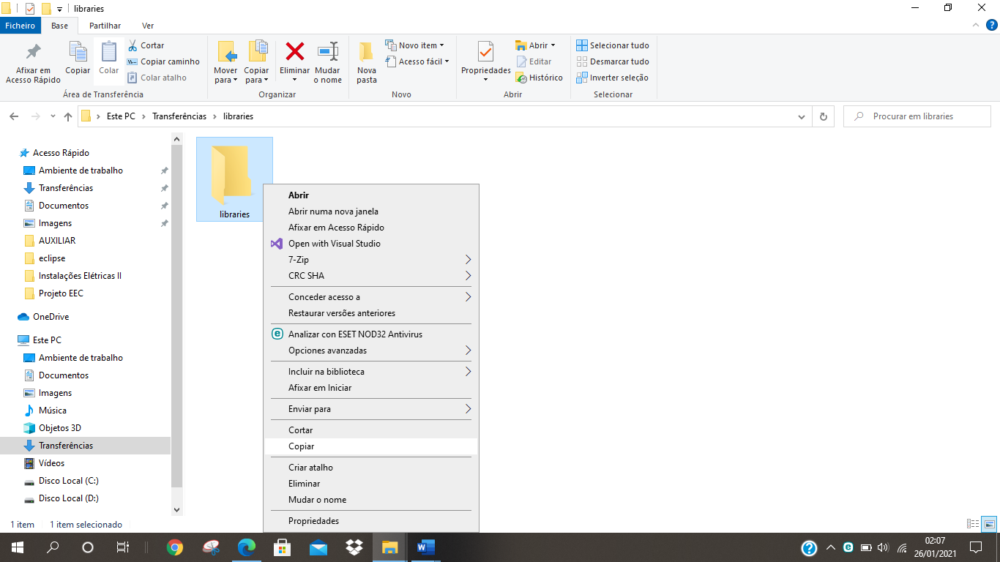 libraries
Ficheiro Base Partilhar Ver
Afixar em Acesso Rápido
Copiar
Colar
Cortar
Copiar caminho
Colar atalho
Área de Transferência
Mover para
Copiar para
Eliminar
Mudar o nome
Organizar
Nova pasta
Novo item
Acesso fácil
Novo
Propriedades
Abrir
Editar
Histórico
Abrir
Selecionar tudo
Desmarcar tudo
Inverter seleção
Selecionar
Este PC Transferências libraries
Procurar em libraries
Acesso Rápido
Ambiente de trabalho
Transferências
Documentos
Imagens
AUXILIAR
eclipse
Instalações Elétricas II
Projeto EEC
OneDrive
Este PC
Ambiente de trabalho
Documentos
Imagens
Música
Objetos 3D
Transferências
Vídeos
Disco Local (C:)
Disco Local (D:)
libraries
Abrir
Abrir numa nova janela
Afixar em Acesso Rápido
Open with Visual Studio
7-Zip
CRC SHA
Conceder acesso a
Restaurar versões anteriores
Analizar con ESET NOD32 Antivirus
Opciones avanzadas
Incluir na biblioteca
Afixar em Iniciar
Enviar para
Cortar
Copiar
Criar atalho
Eliminar
Mudar o nome
Propriedades
1 item 1 item selecionado
02:07
26/01/2021